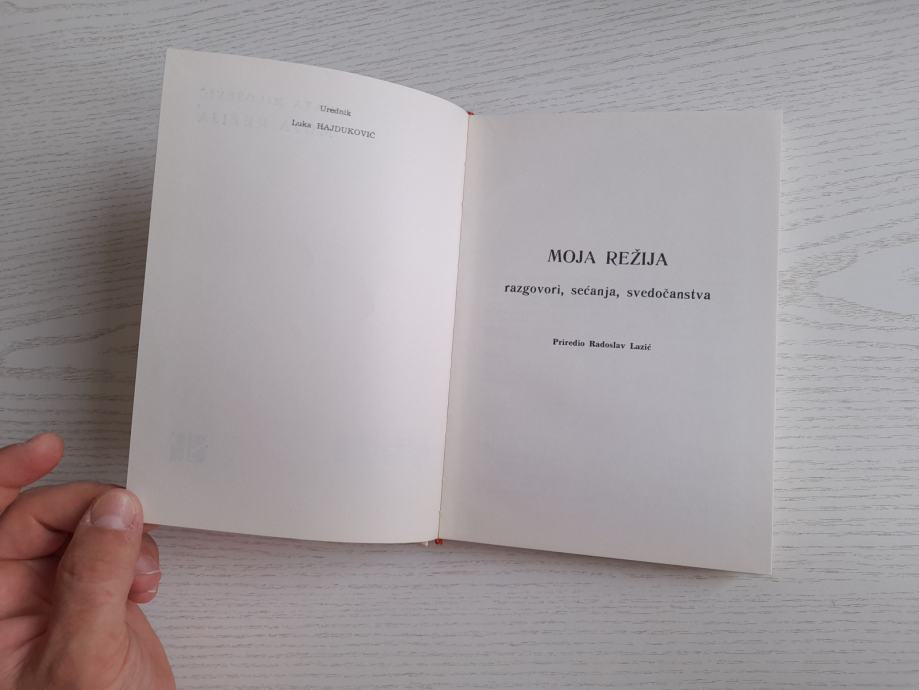 Urednik
Luka HAJDUKOVIĆ
MOJA REŽIJA
razgovori, sećanja, svedočanstva
Priredio Radoslav Lazić